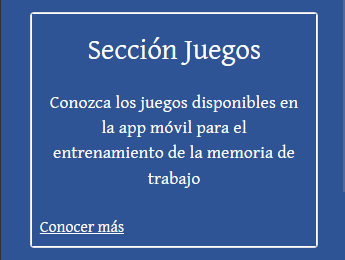 Sección Juegos
Conozca los juegos disponibles en
la app móvil para el
entrenamiento de la memoria de
trabajo
Conocer más